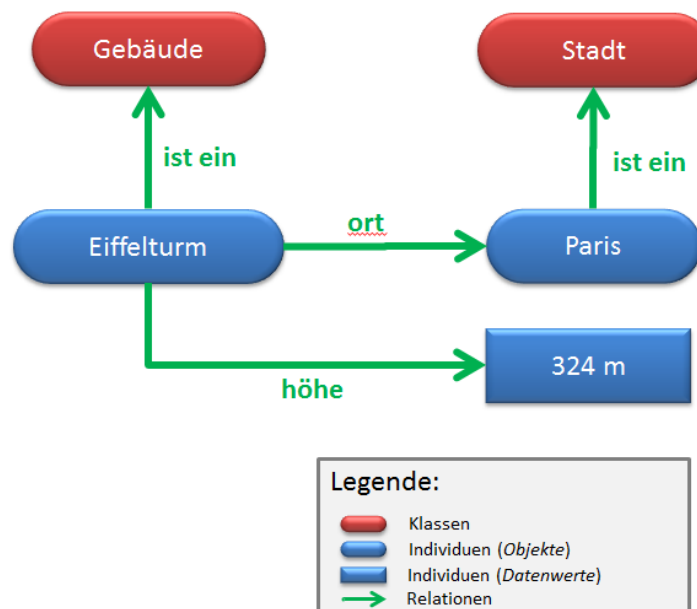 Gebäude
Stadt
ist ein
ist ein
Eiffelturm
ort
Paris
höhe
324 m
Legende:
Klassen
Individuen (Objekte)
Individuen (Datenwerte)
Relationen